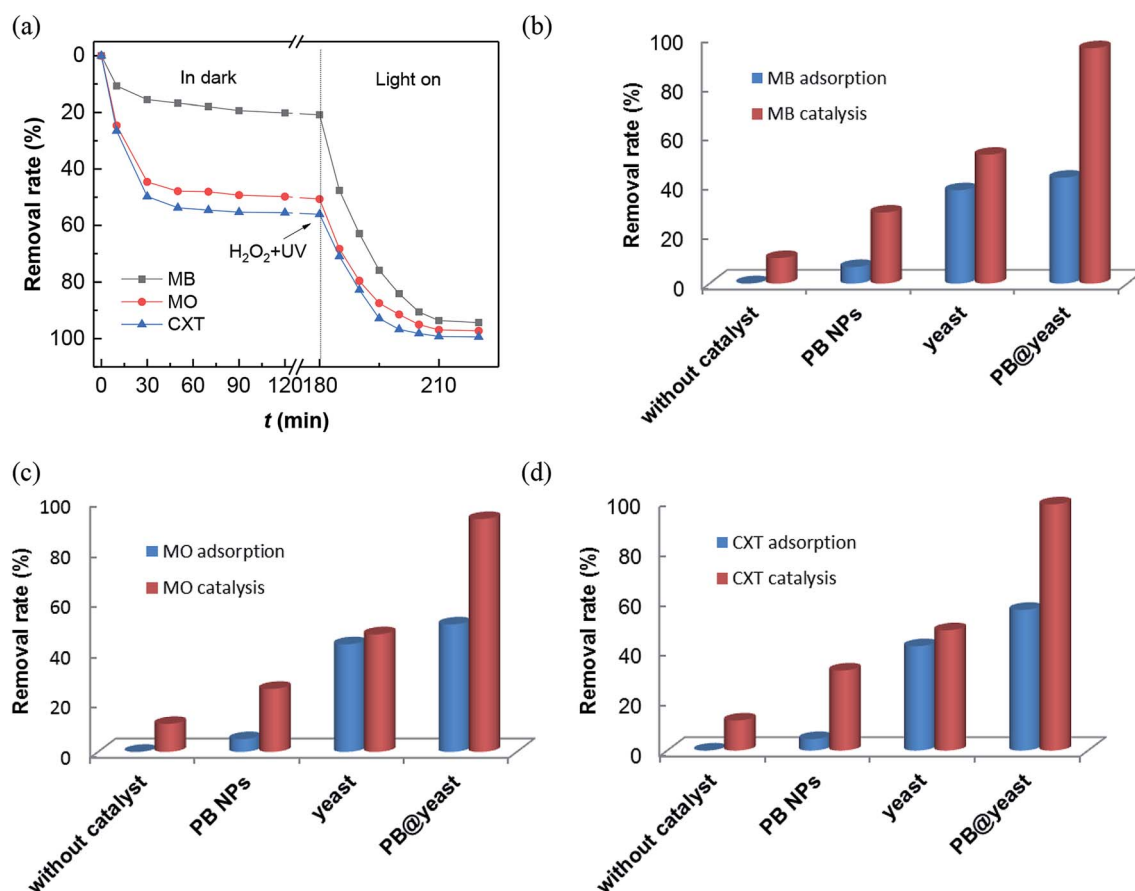 (a)
Removal rate (%)
0
20
40
60
80
100
In dark
Light on
H₂O₂+UV
MB
MO
CXT
0
30
60
90
120
180
210
t (min)
(b)
Removal rate (%)
100
80
60
40
20
0
MB adsorption
MB catalysis
without catalyst
PB NPs
yeast
PB@yeast
(c)
Removal rate (%)
100
80
60
40
20
0
MO adsorption
MO catalysis
without catalyst
PB NPs
yeast
PB@yeast
(d)
Removal rate (%)
100
80
60
40
20
0
CXT adsorption
CXT catalysis
without catalyst
PB NPs
yeast
PB@yeast